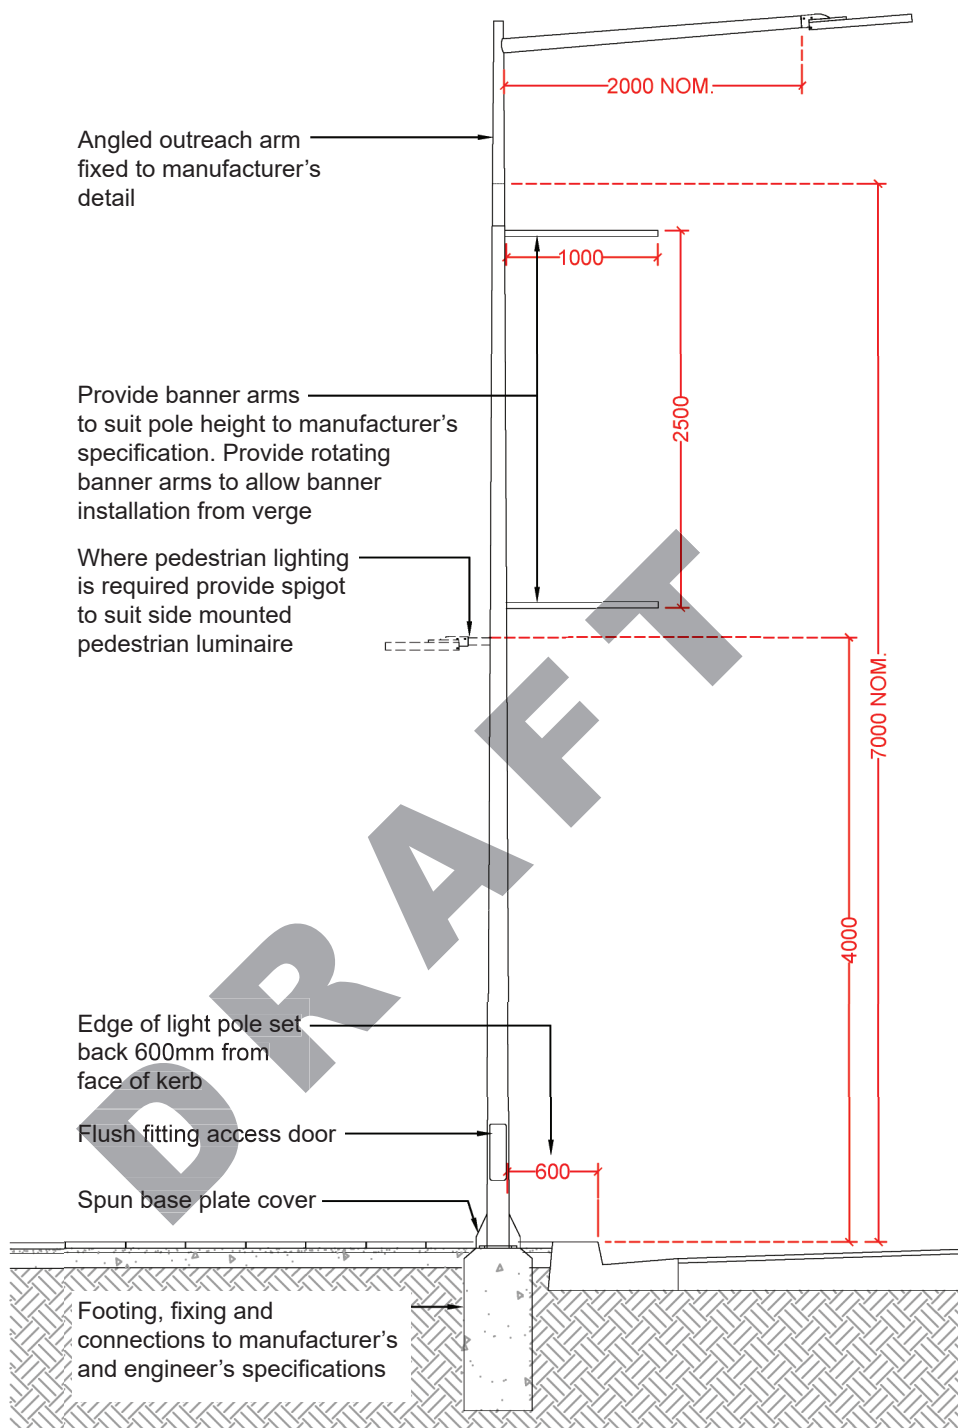 2000 NOM.
Angled outreach arm
fixed to manufacturer’s
detail
1000
Provide banner arms
to suit pole height to manufacturer’s
specification. Provide rotating
banner arms to allow banner
installation from verge
2500
Where pedestrian lighting
is required provide spigot
to suit side mounted
pedestrian luminaire
7000 NOM.
4000
DRAFT
Edge of light pole set
back 600mm from
face of kerb
Flush fitting access door
600
Spun base plate cover
Footing, fixing and
connections to manufacturer’s
and engineer’s specifications